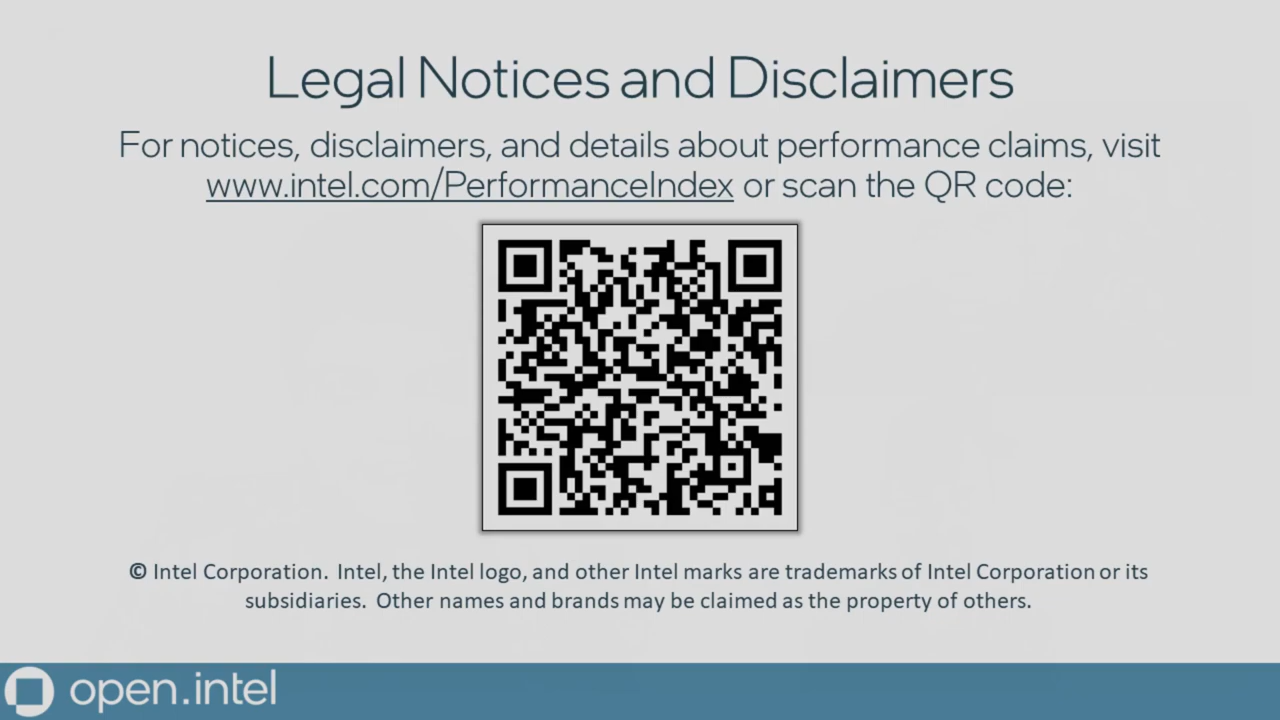 Legal Notices and Disclaimers
For notices, disclaimers, and details about performance claims, visit
www.intel.com/PerformanceIndex or scan the QR code:
© Intel Corporation. Intel, the Intel logo, and other Intel marks are trademarks of Intel Corporation or its
subsidiaries. Other names and brands may be claimed as the property of others.
open.intel